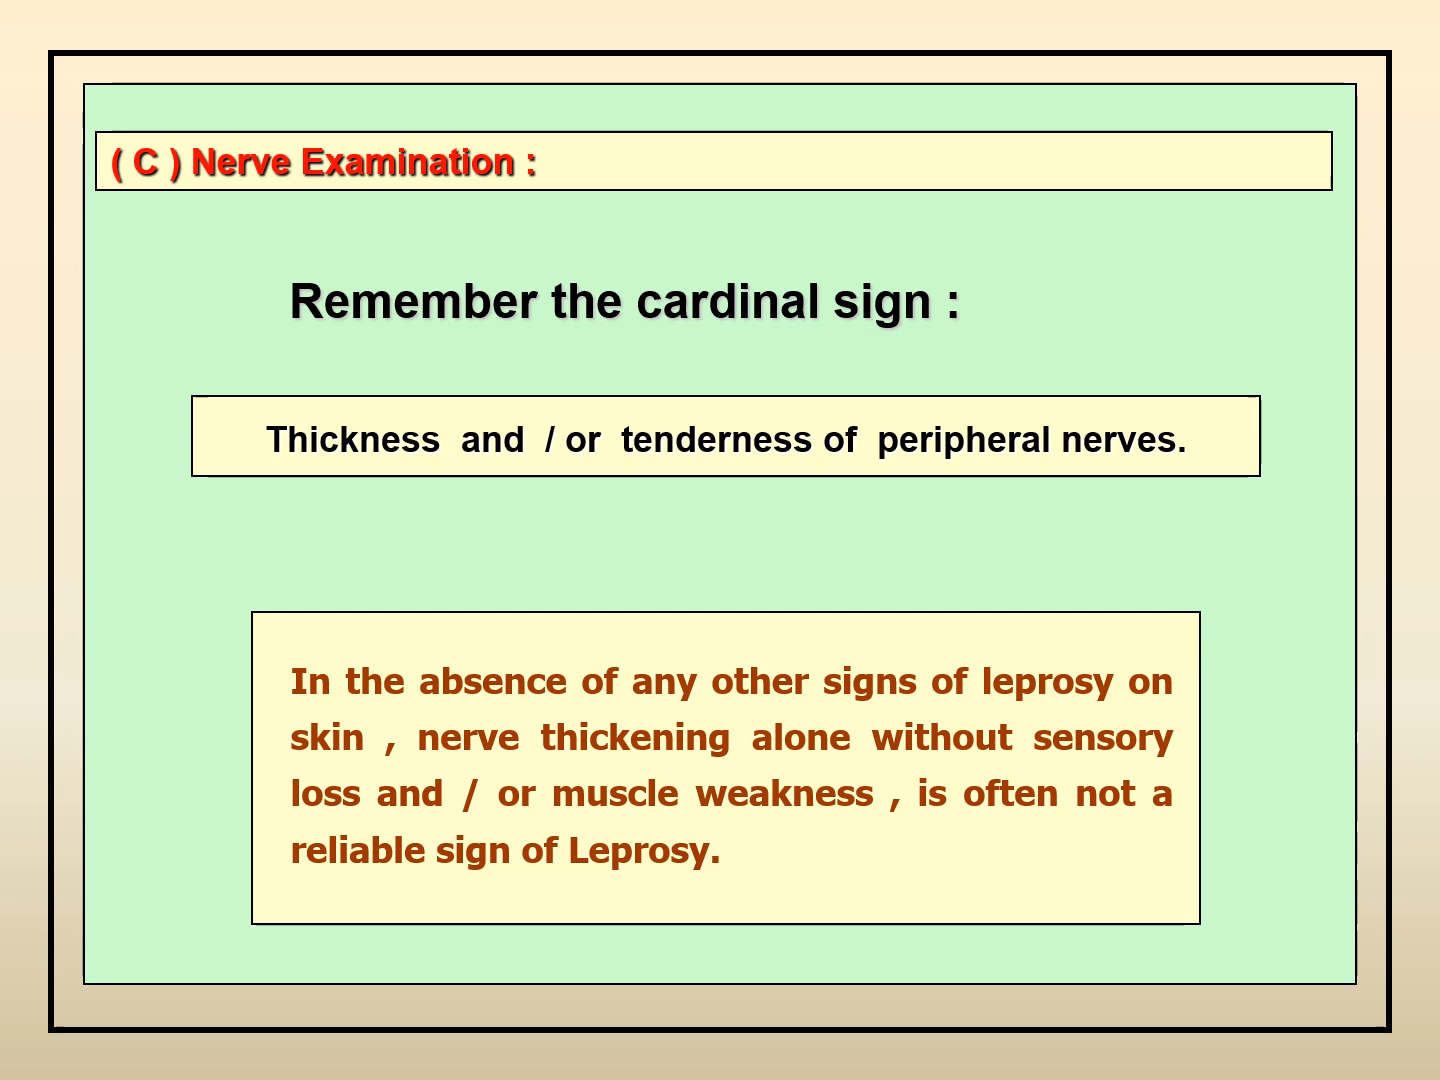 ( C ) Nerve Examination :
Remember the cardinal sign :
Thickness and / or tenderness of peripheral nerves.
In the absence of any other signs of leprosy on
skin , nerve thickening alone without sensory
loss and / or muscle weakness , is often not a
reliable sign of Leprosy.